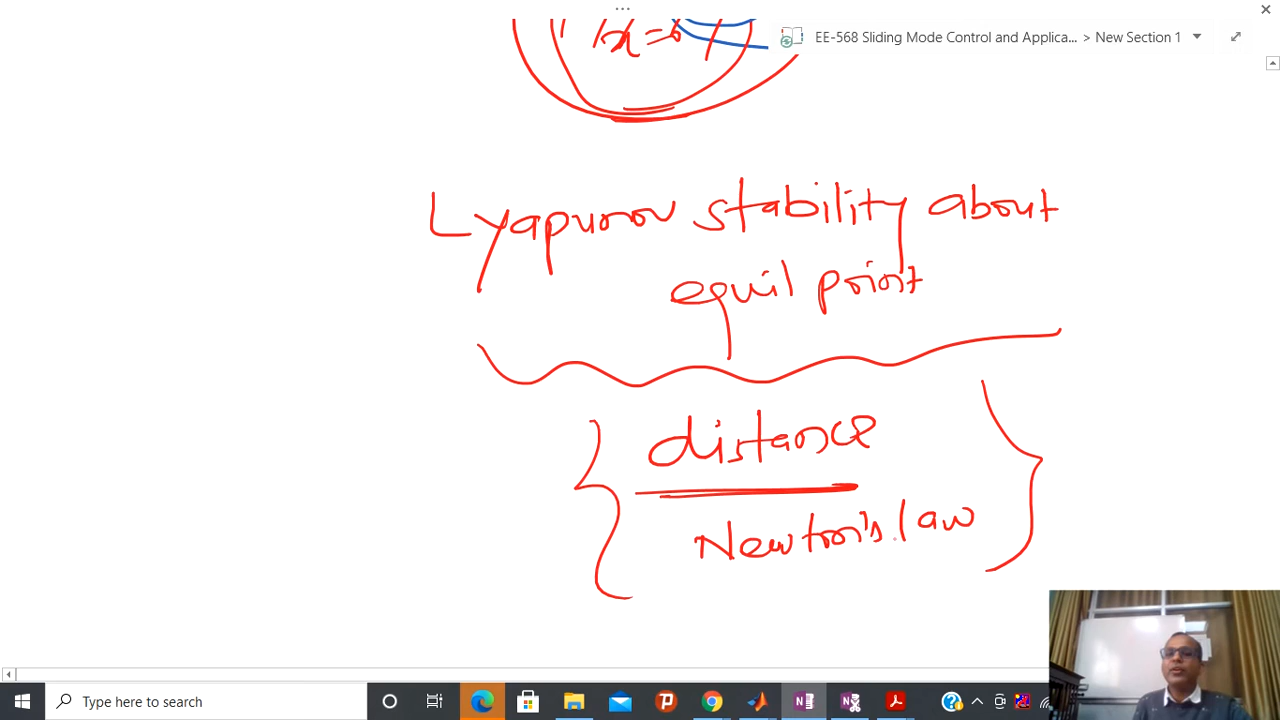 EE-568 Sliding Mode Control and Applica... > New Section 1
Lyapunov stability about
equil point
distance
Newton's law
Type here to search